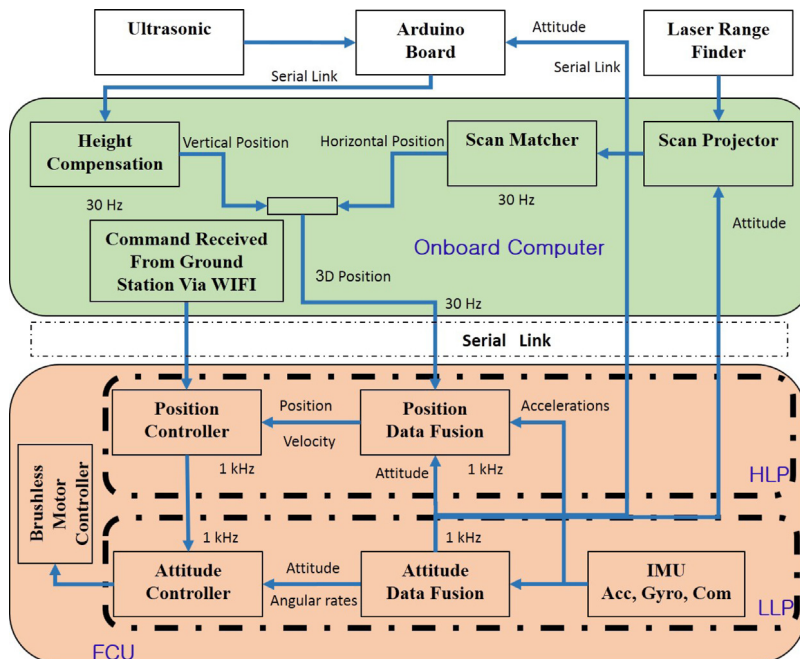 Ultrasonic
Arduino
Board
Attitude
Serial Link
Laser Range
Finder
Serial Link
Height
Compensation
Vertical Position
Horizontal Position
Scan Matcher
Scan Projector
30 Hz
30 Hz
Attitude
Command Received
From Ground
Station Via WIFI
Onboard Computer
3D Position
30 Hz
Serial Link
Position
Controller
Position
Velocity
Position
Data Fusion
Accelerations
1 kHz
Attitude
1 kHz
HLP
Brushless
Motor
Controller
1 kHz
1 kHz
Attitude
Controller
Attitude
Angular rates
Attitude
Data Fusion
IMU
Acc, Gyro, Com
LLP
FCU